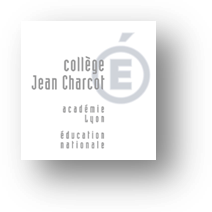 collège
Jean Charcot
É
académie
Lyon
éducation
nationale